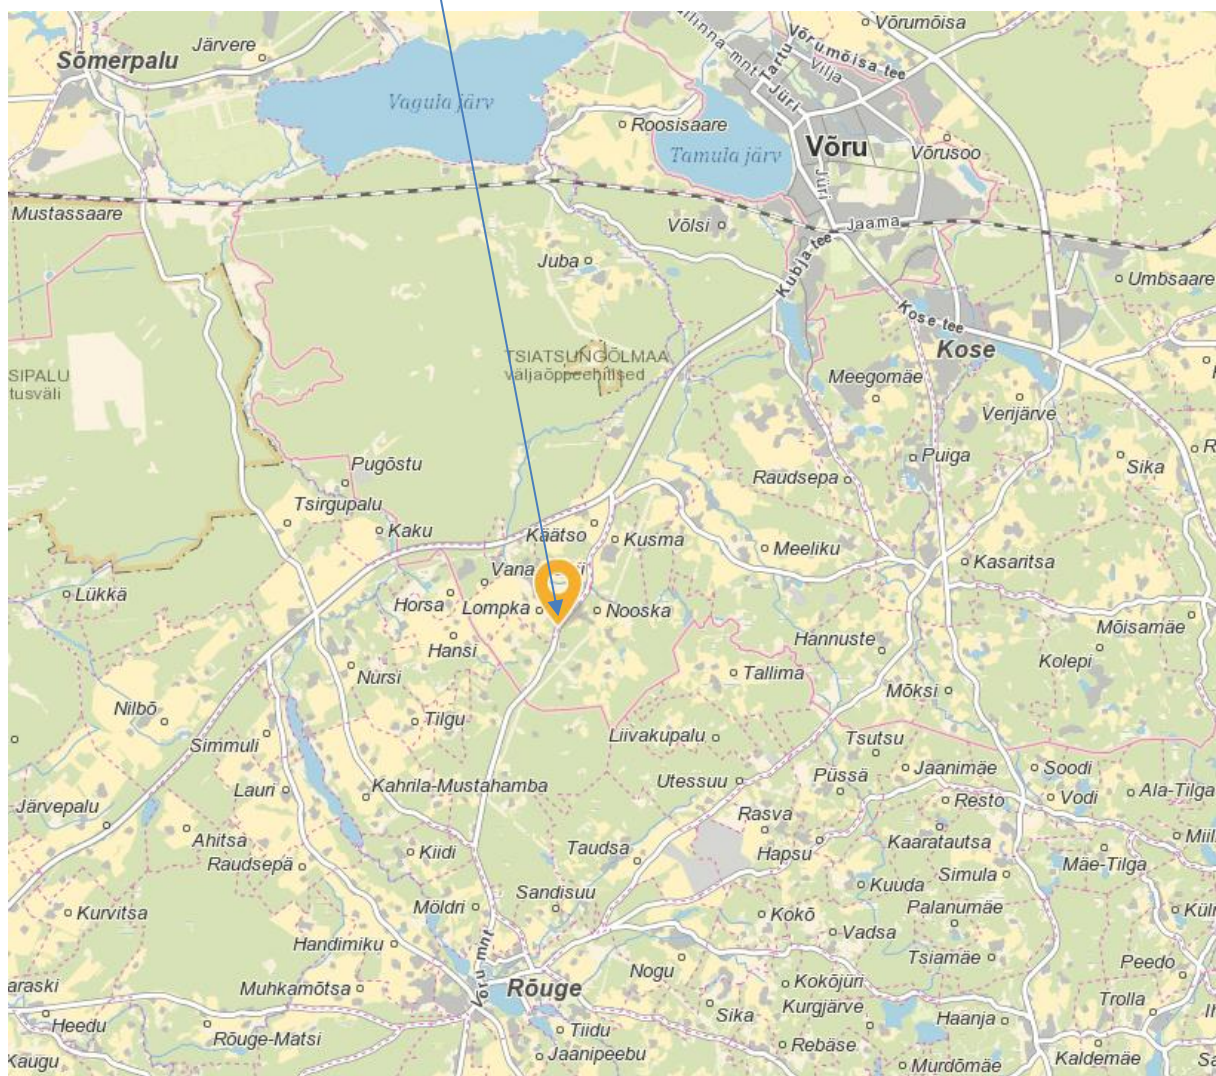 Võrumõisa
Järvere
Sõmerpalu
Võrumõisa tee
Tartu
Vilja
Jüri
Vagula järv
Roosisaare
Tamula järv
Võru
Võrusoo
Jüri
Mustassaare
Võlsi
Jaama
Kubja tee
Juba
Umbsaare
Kose tee
Kose
TSIATSUNGÕLMAA
väljaõppeehitised
SIPALU
tusväli
Meegomäe
Verijärve
Puiga
Pugõstu
Raudsepa
Sika
Tsirgupalu
Kaku
Käätso
Kusma
Meeliku
Kasaritsa
Lükkä
Horsa
Lompka
Nooska
Hansi
Hannuste
Mõisamäe
Kolepi
Nursi
Tallima
Mõksi
Nilbõ
Tilgu
Simmuli
Liivakupalu
Tsutsu
Lauri
Kahrila-Mustahamba
Utessuu
Püssä
Jaanimäe
Soodi
Järvepalu
Rasva
Resto
Vodi
Ala-Tilga
Ahitsa
Raudsepä
Kiidi
Taudsa
Hapsu
Kaaratautsa
Mäe-Tilga
Kuuda
Simula
Kurvitsa
Möldri
Sandisuu
Kokõ
Palanumäe
Handimiku
Võru mnt
Vadsa
Tsiamäe
Nogu
Peedo
Muhkamõtsa
Rõuge
Kokõjüri
Kurgjärve
Heedu
Rõuge-Matsi
Tiidu
Sika
Haanja
Trolla
Jaanipeebu
Rebäse
Murdõmäe
Kaldemäe